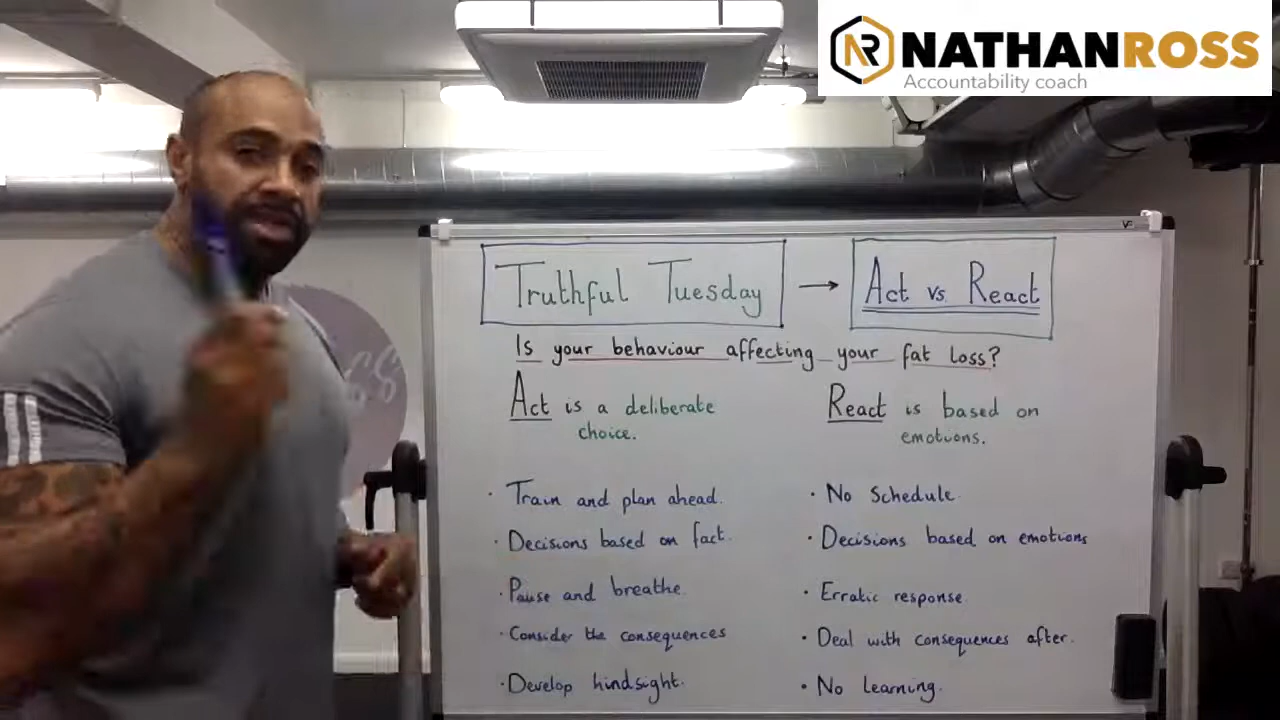 NATHANROSS
Accountability coach
VF
Truthful Tuesday → Act vs React
Is your behaviour affecting your fat loss?
Act is a deliberate
choice.
React is based on
emotions.
· Train and plan ahead.
· Decisions based on fact.
· Pause and breathe.
· Consider the consequences
· Develop hindsight.
· No Schedule.
· Decisions based on emotions
· Erratic response.
· Deal with consequences after.
· No learning.